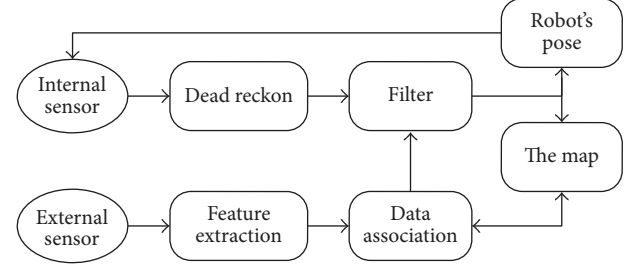 Robot's
pose
Internal
sensor
Dead reckon
Filter
The map
External
sensor
Feature
extraction
Data
association